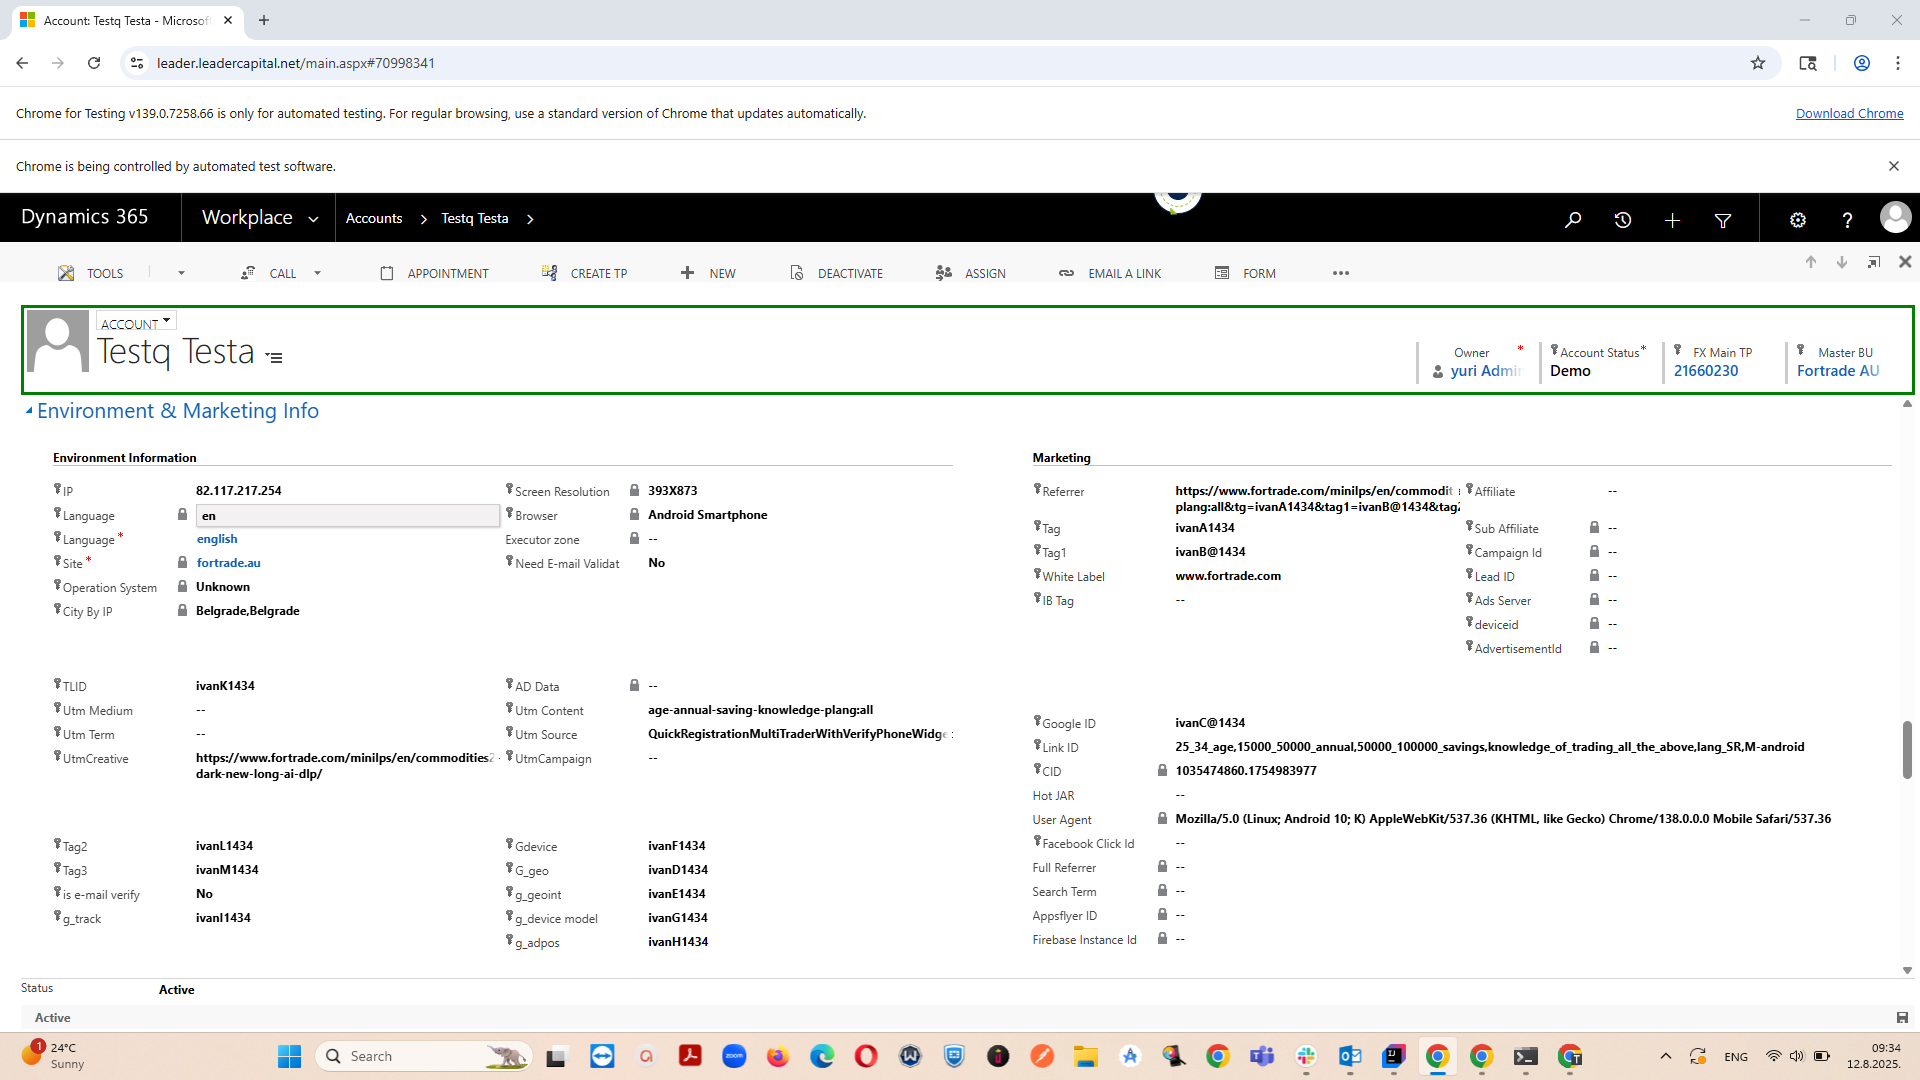 Account: Testq Testa - Microsof
leader.leadercapital.net/main.aspx#70998341
Chrome for Testing v139.0.7258.66 is only for automated testing. For regular browsing, use a standard version of Chrome that updates automatically.
Download Chrome
Chrome is being controlled by automated test software.
Dynamics 365
Workplace
Accounts
Testq Testa
TOOLS
CALL
APPOINTMENT
CREATE TP
NEW
DEACTIVATE
ASSIGN
EMAIL A LINK
FORM
ACCOUNT
Testq Testa
Owner *
yuri Admi
Account Status *
Demo
FX Main TP
21660230
Master BU
Fortrade AU
Environment & Marketing Info
Environment Information
IP 82.117.217.254
Language en
Language * english
Site * fortrade.au
Operation System Unknown
City By IP Belgrade,Belgrade
Screen Resolution 393X873
Browser Android Smartphone
Executor zone --
Need E-mail Validat No
TLID ivanK1434
Utm Medium --
Utm Term --
UtmCreative https://www.fortrade.com/minilps/en/commodities2
dark-new-long-ai-dlp/
AD Data --
Utm Content age-annual-saving-knowledge-plang:all
Utm Source QuickRegistrationMultiTraderWithVerifyPhoneWidge
UtmCampaign --
Tag2 ivanL1434
Tag3 ivanM1434
is e-mail verify No
g_track ivanI1434
Gdevice ivanF1434
G_geo ivanD1434
g_geoint ivanE1434
g_device model ivanG1434
g_adpos ivanH1434
Marketing
Referrer https://www.fortrade.com/minilps/en/commodit
plang:all&tg=ivanA1434&tag1=ivanB@1434&tag2
Tag ivanA1434
Tag1 ivanB@1434
White Label www.fortrade.com
IB Tag --
Affiliate --
Sub Affiliate --
Campaign Id --
Lead ID --
Ads Server --
deviceid --
AdvertisementId --
Google ID ivanC@1434
Link ID 25_34_age,15000_50000_annual,50000_100000_savings,knowledge_of_trading_all_the_above,lang_SR,M-android
CID 1035474860.1754983977
Hot JAR --
User Agent Mozilla/5.0 (Linux; Android 10; K) AppleWebKit/537.36 (KHTML, like Gecko) Chrome/138.0.0.0 Mobile Safari/537.36
Facebook Click Id --
Full Referrer --
Search Term --
Appsflyer ID --
Firebase Instance Id --
Status Active
Active
1
24°C
Sunny
Search
zoom
ENG
09:34
12.8.2025.